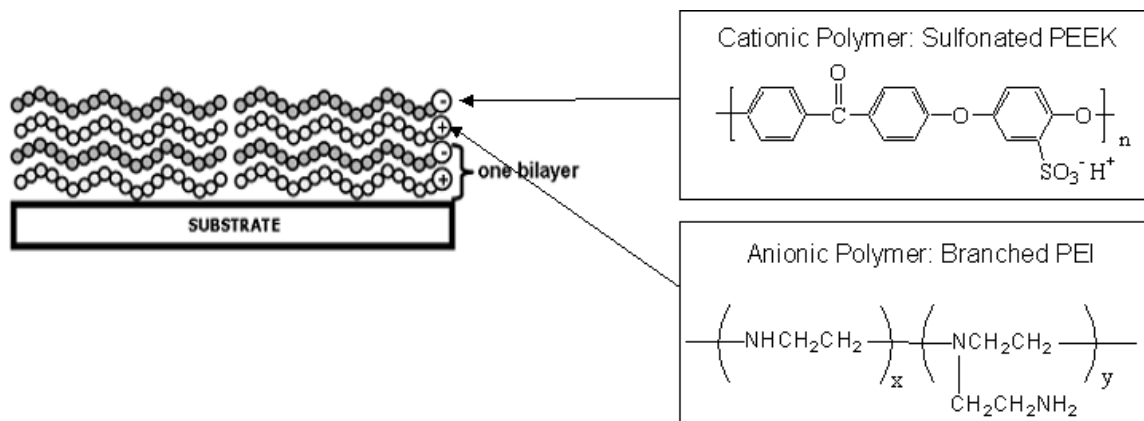 Cationic Polymer: Sulfonated PEEK
O
C
O
O
n
SO₃⁻H⁺
-
+
-
+
one bilayer
SUBSTRATE
Anionic Polymer: Branched PEI
NHCH₂CH₂
x
NCH₂CH₂
y
CH₂CH₂NH₂